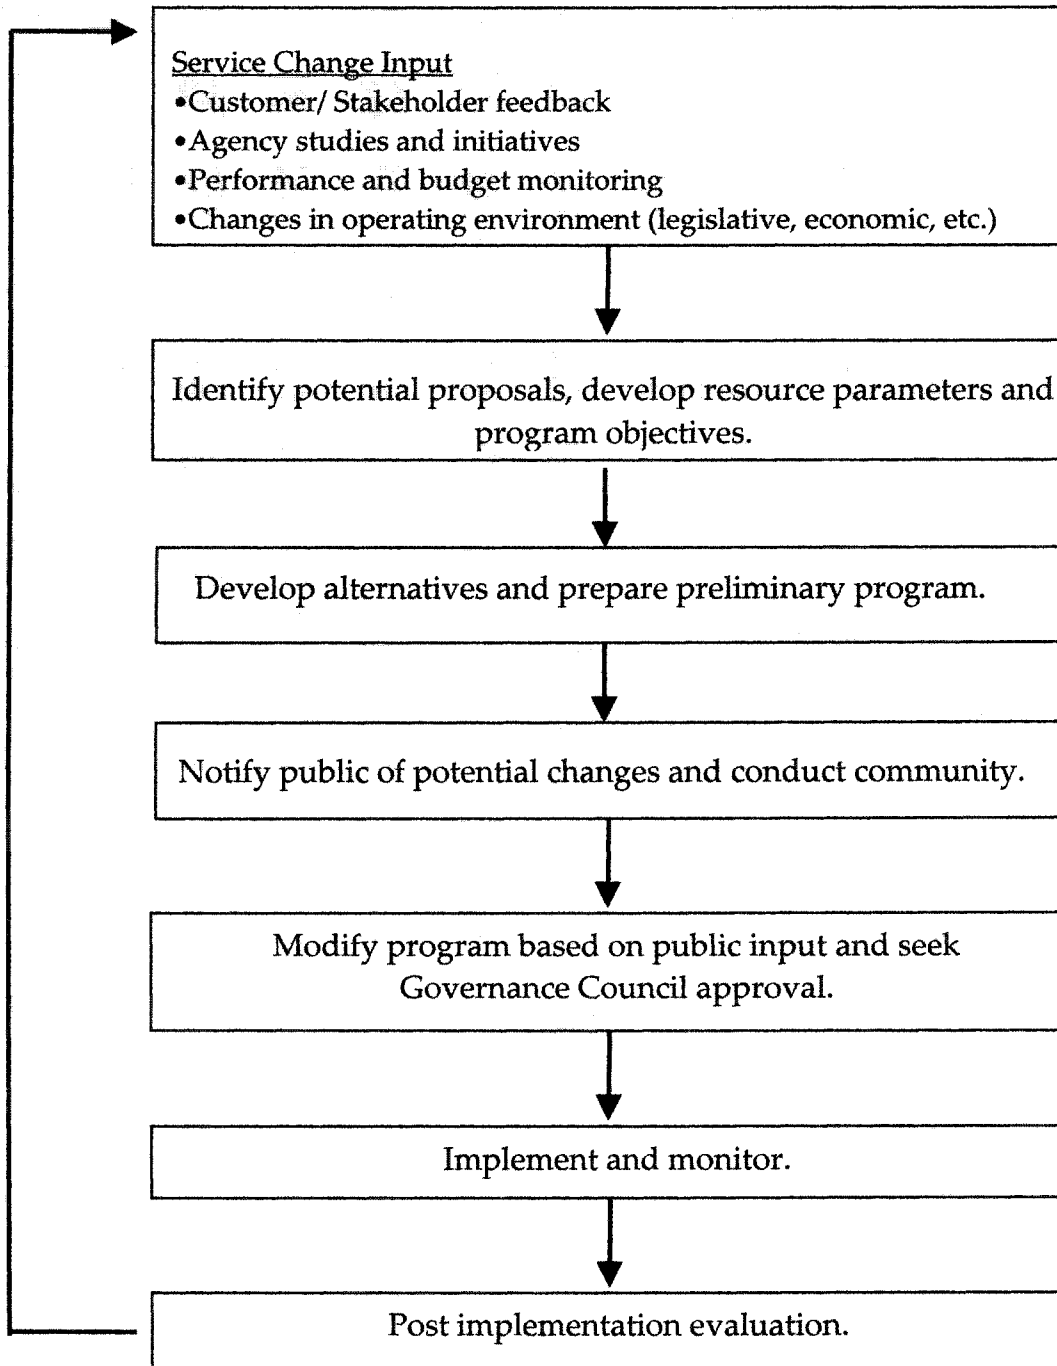 Service Change Input
•Customer/ Stakeholder feedback
•Agency studies and initiatives
•Performance and budget monitoring
•Changes in operating environment (legislative, economic, etc.)
Identify potential proposals, develop resource parameters and
program objectives.
Develop alternatives and prepare preliminary program.
Notify public of potential changes and conduct community.
Modify program based on public input and seek
Governance Council approval.
Implement and monitor.
Post implementation evaluation.